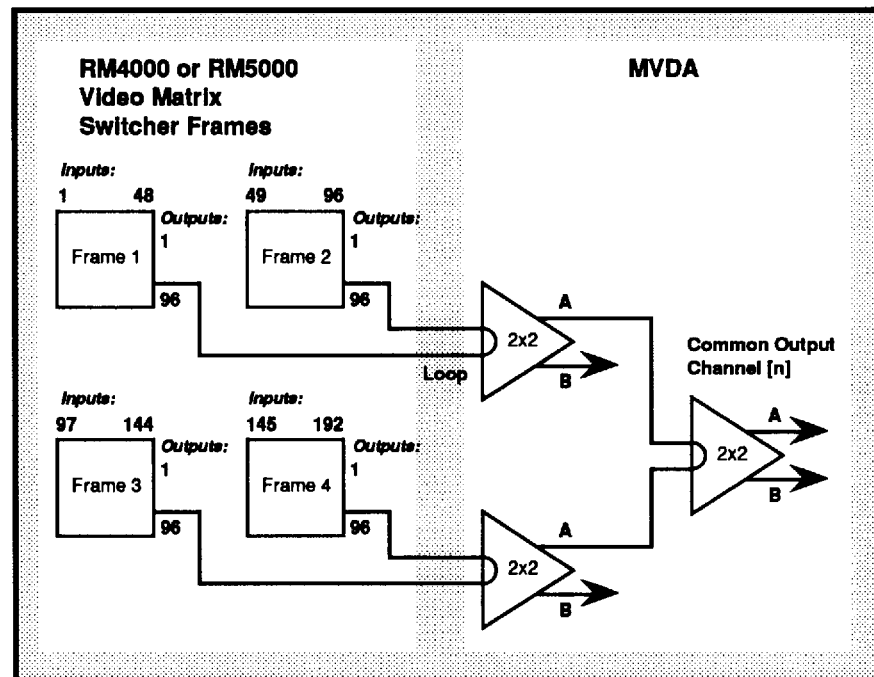 RM4000 or RM5000
Video Matrix
Switcher Frames
MVDA
Inputs:
1 48
Outputs:
1
Frame 1
96
Inputs:
49 96
Outputs:
1
Frame 2
96
Loop
2x2
A
B
Common Output
Channel [n]
2x2
A
B
Inputs:
97 144
Outputs:
1
Frame 3
96
Inputs:
145 192
Outputs:
1
Frame 4
96
2x2
A
B